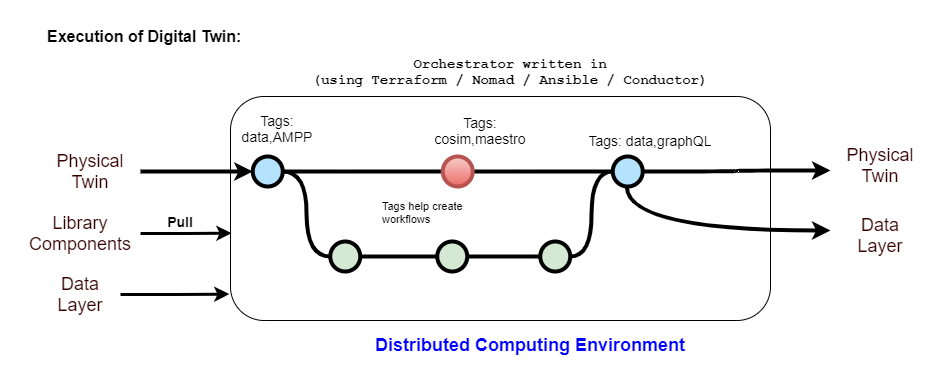 Execution of Digital Twin:
Orchestrator written in
(using Terraform / Nomad / Ansible / Conductor)
Tags:
data,AMPP
Tags:
cosim,maestro
Tags: data,graphQL
Physical
Twin
Physical
Twin
Tags help create
workflows
Library
Components
Pull
Data
Layer
Data
Layer
Distributed Computing Environment